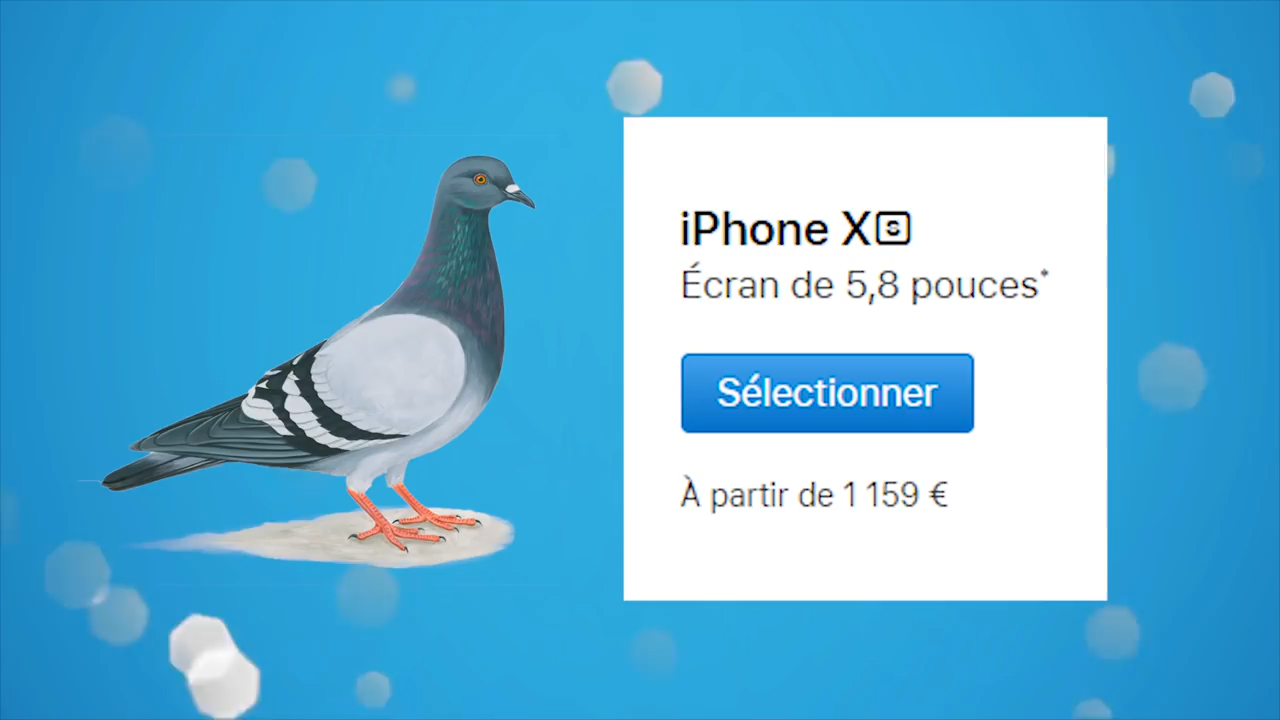 iPhone X🅂
Écran de 5,8 pouces*
Sélectionner
À partir de 1 159 €